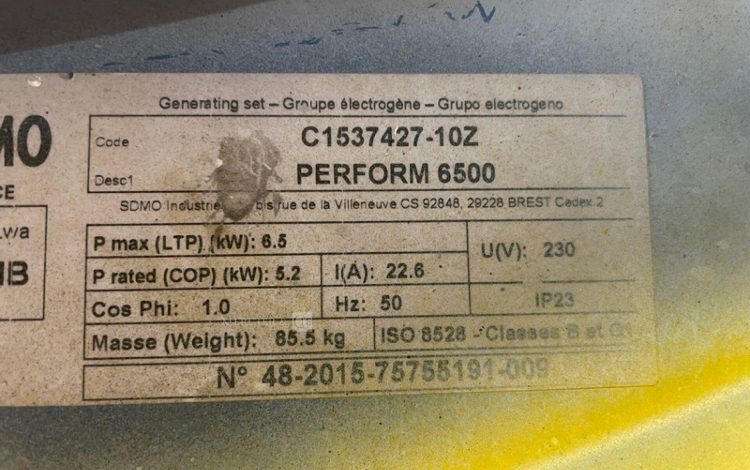 Generating set – Groupe électrogène – Grupo electrogeno
MO
Code C1537427-10Z
Desc1 PERFORM 6500
CE
SDMO bis rue de la Villeneuve CS 92848, 29228 BREST Cedex 2
Lwa
P max (LTP) (kW): 6.5
U(V): 230
P rated (COP) (kW): 5.2 I(A): 22.6
Cos Phi: 1.0 Hz: 50 IP23
Masse (Weight): 85.5 kg ISO 8528 - Classes B et
N° 48-2015-75755191-009